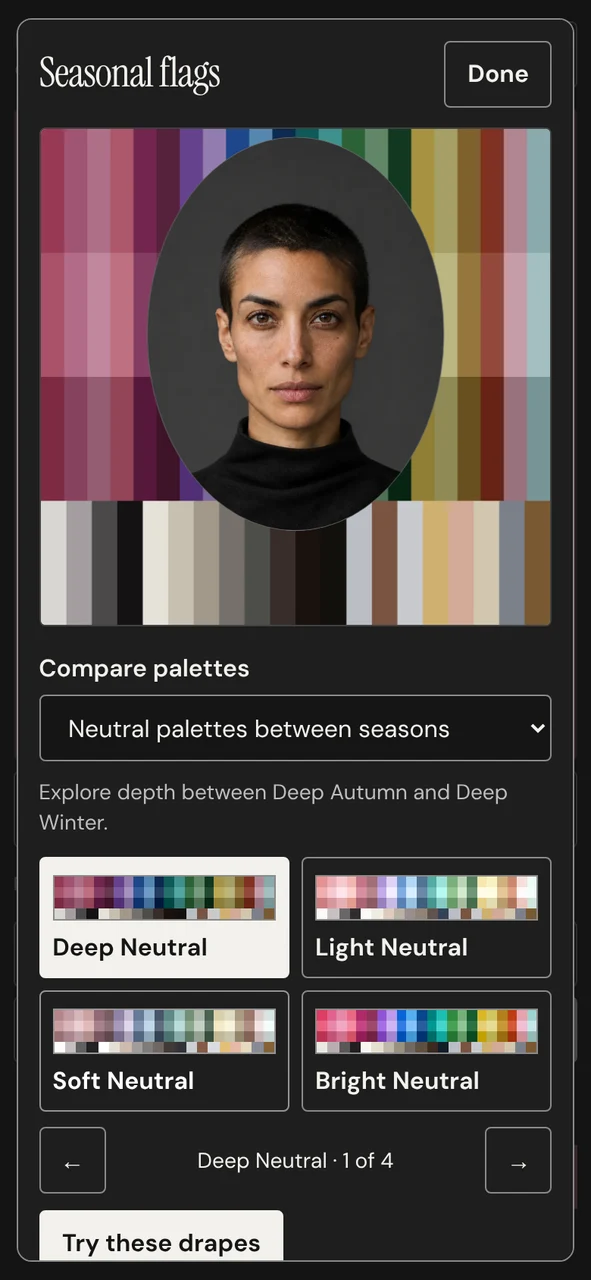 Seasonal flags
Done
Compare palettes
Neutral palettes between seasons
Explore depth between Deep Autumn and Deep
Winter.
Deep Neutral
Light Neutral
Soft Neutral
Bright Neutral
←
Deep Neutral · 1 of 4
→
Try these drapes